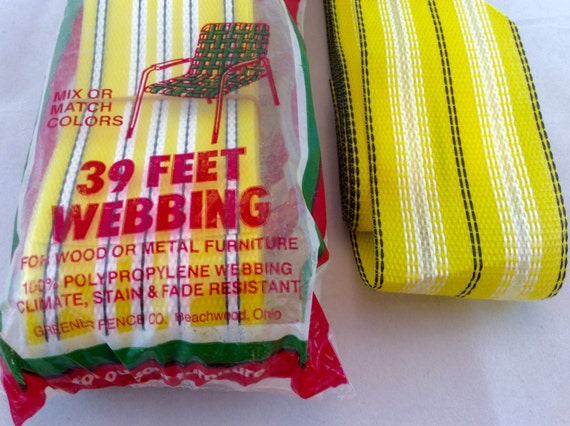 MIX OR
MATCH
COLORS
39 FEET
WEBBING
FOR WOOD OR METAL FURNITURE
100% POLYPROPYLENE WEBBING
CLIMATE, STAIN & FADE RESISTANT
FENCE CO. Beachwood, Ohio
furniture